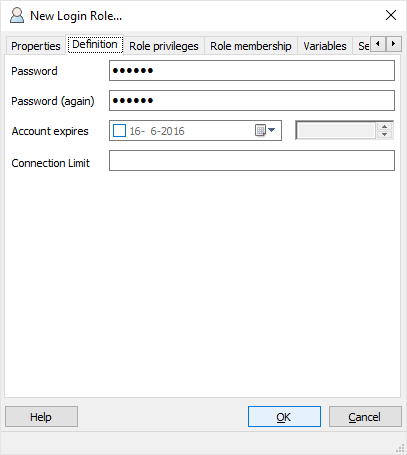 New Login Role...
Properties Definition Role privileges Role membership Variables Se
Password ••••••
Password (again) ••••••
Account expires 16- 6-2016
Connection Limit
Help OK Cancel